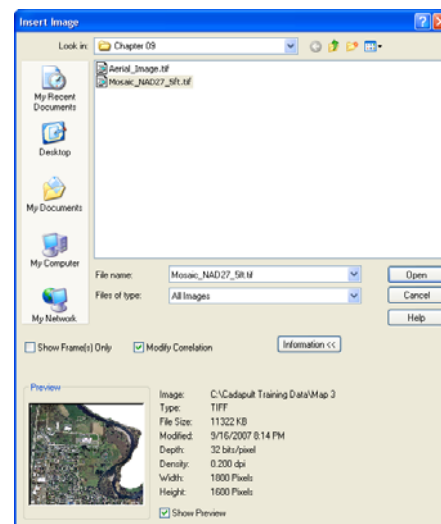 Insert Image
Look in: Chapter 09
My Recent Documents
Desktop
My Documents
My Computer
My Network
Aerial_Image.tif
Mosaic_NAD27_5ft.tif
File name: Mosaic_NAD27_5ft.tif Open
Files of type: All Images Cancel
Help
Show Frame(s) Only Modify Correlation Information <<
Preview
Image: C:\Cadapult Training Data\Map 3
Type: TIFF
File Size: 11322 KB
Modified: 9/16/2007 8:14 PM
Depth: 32 bits/pixel
Density: 0.200 dpi
Width: 1800 Pixels
Height: 1600 Pixels
Show Preview